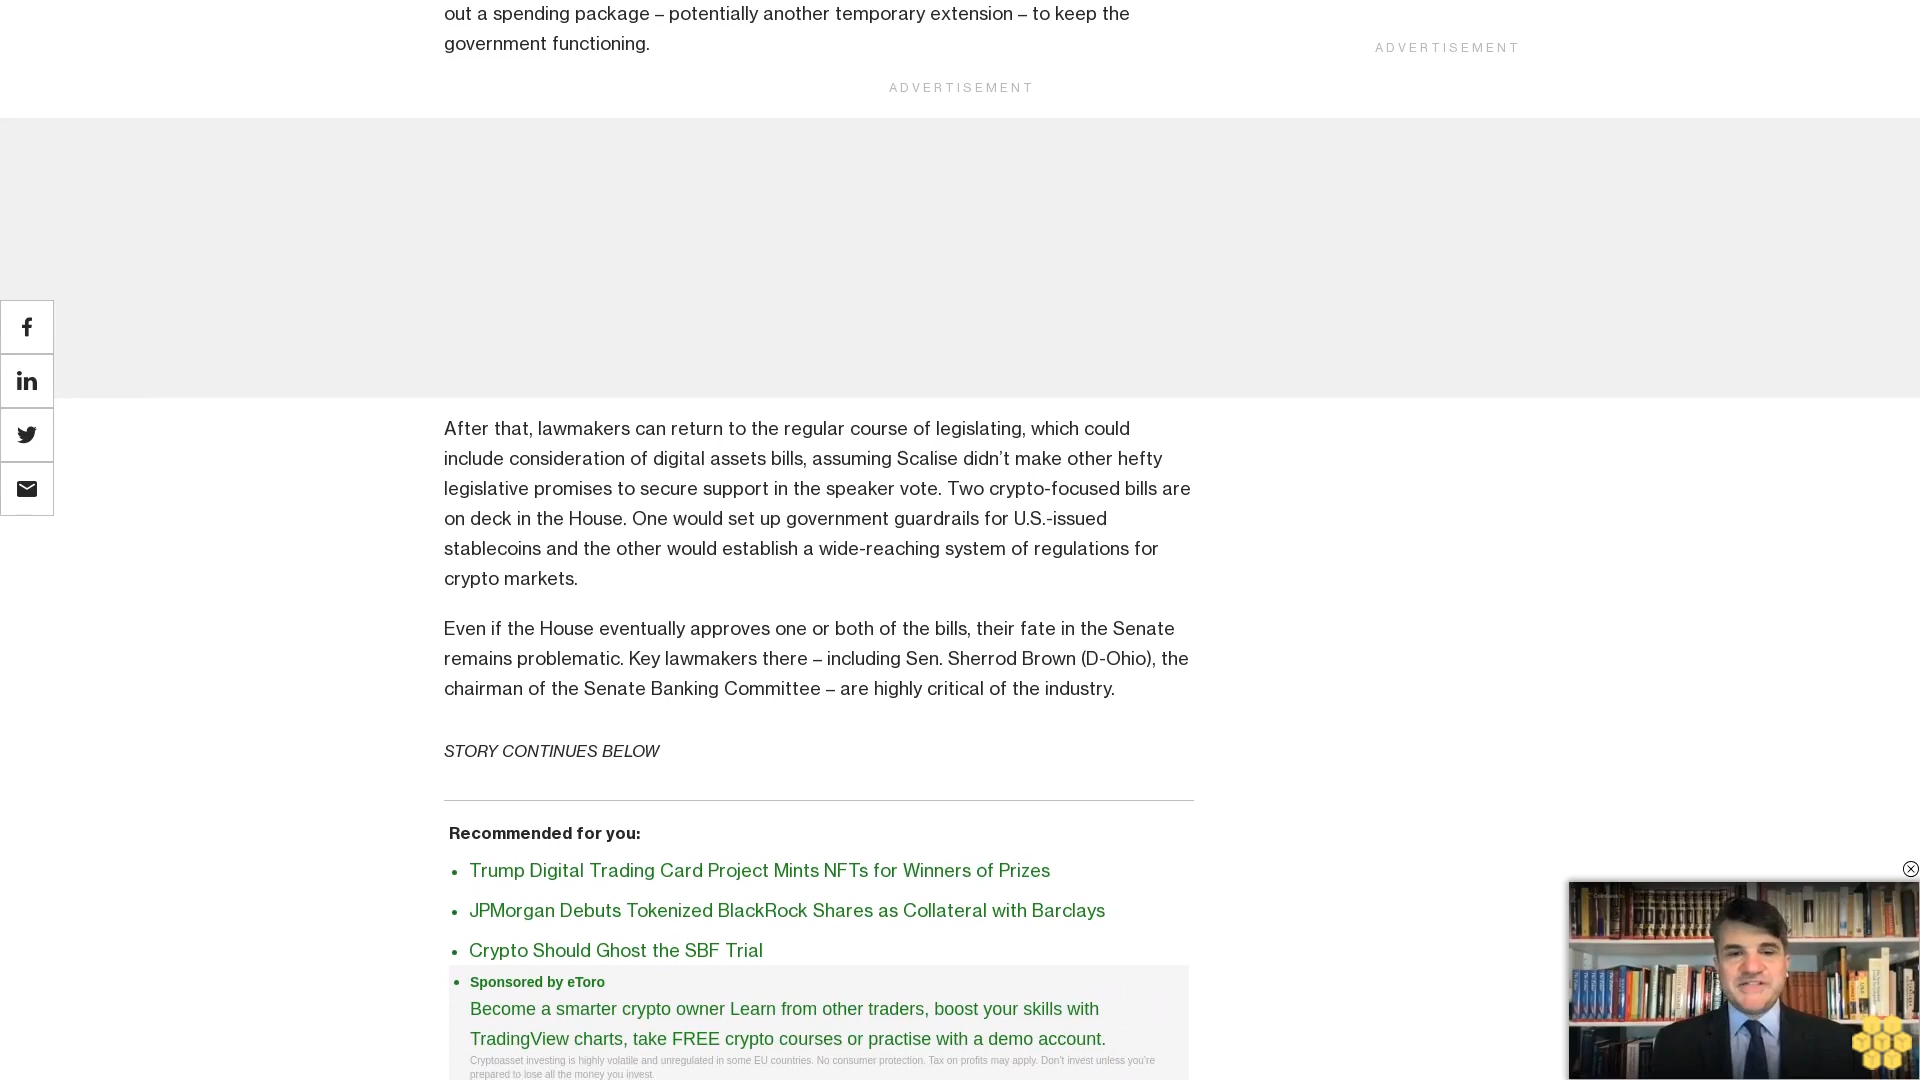 out a spending package – potentially another temporary extension – to keep the
government functioning.
ADVERTISEMENT
ADVERTISEMENT
After that, lawmakers can return to the regular course of legislating, which could
include consideration of digital assets bills, assuming Scalise didn’t make other hefty
legislative promises to secure support in the speaker vote. Two crypto-focused bills are
on deck in the House. One would set up government guardrails for U.S.-issued
stablecoins and the other would establish a wide-reaching system of regulations for
crypto markets.
Even if the House eventually approves one or both of the bills, their fate in the Senate
remains problematic. Key lawmakers there – including Sen. Sherrod Brown (D-Ohio), the
chairman of the Senate Banking Committee – are highly critical of the industry.
STORY CONTINUES BELOW
Recommended for you:
• Trump Digital Trading Card Project Mints NFTs for Winners of Prizes
• JPMorgan Debuts Tokenized BlackRock Shares as Collateral with Barclays
• Crypto Should Ghost the SBF Trial
• Sponsored by eToro
Become a smarter crypto owner Learn from other traders, boost your skills with
TradingView charts, take FREE crypto courses or practise with a demo account.
Cryptoasset investing is highly volatile and unregulated in some EU countries. No consumer protection. Tax on profits may apply. Don’t invest unless you’re
prepared to lose all the money you invest.